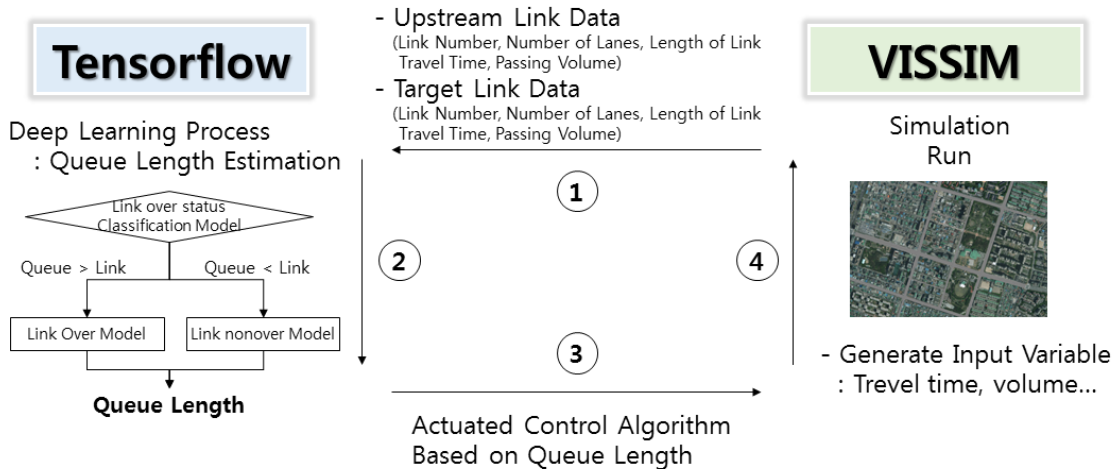 Tensorflow
Deep Learning Process
: Queue Length Estimation
Link over status
Classification Model
Queue > Link
Queue < Link
Link Over Model
Link nonover Model
Queue Length
- Upstream Link Data
(Link Number, Number of Lanes, Length of Link
Travel Time, Passing Volume)
- Target Link Data
(Link Number, Number of Lanes, Length of Link
Travel Time, Passing Volume)
1
2
3
4
Actuated Control Algorithm
Based on Queue Length
VISSIM
Simulation
Run
- Generate Input Variable
: Trevel time, volume...